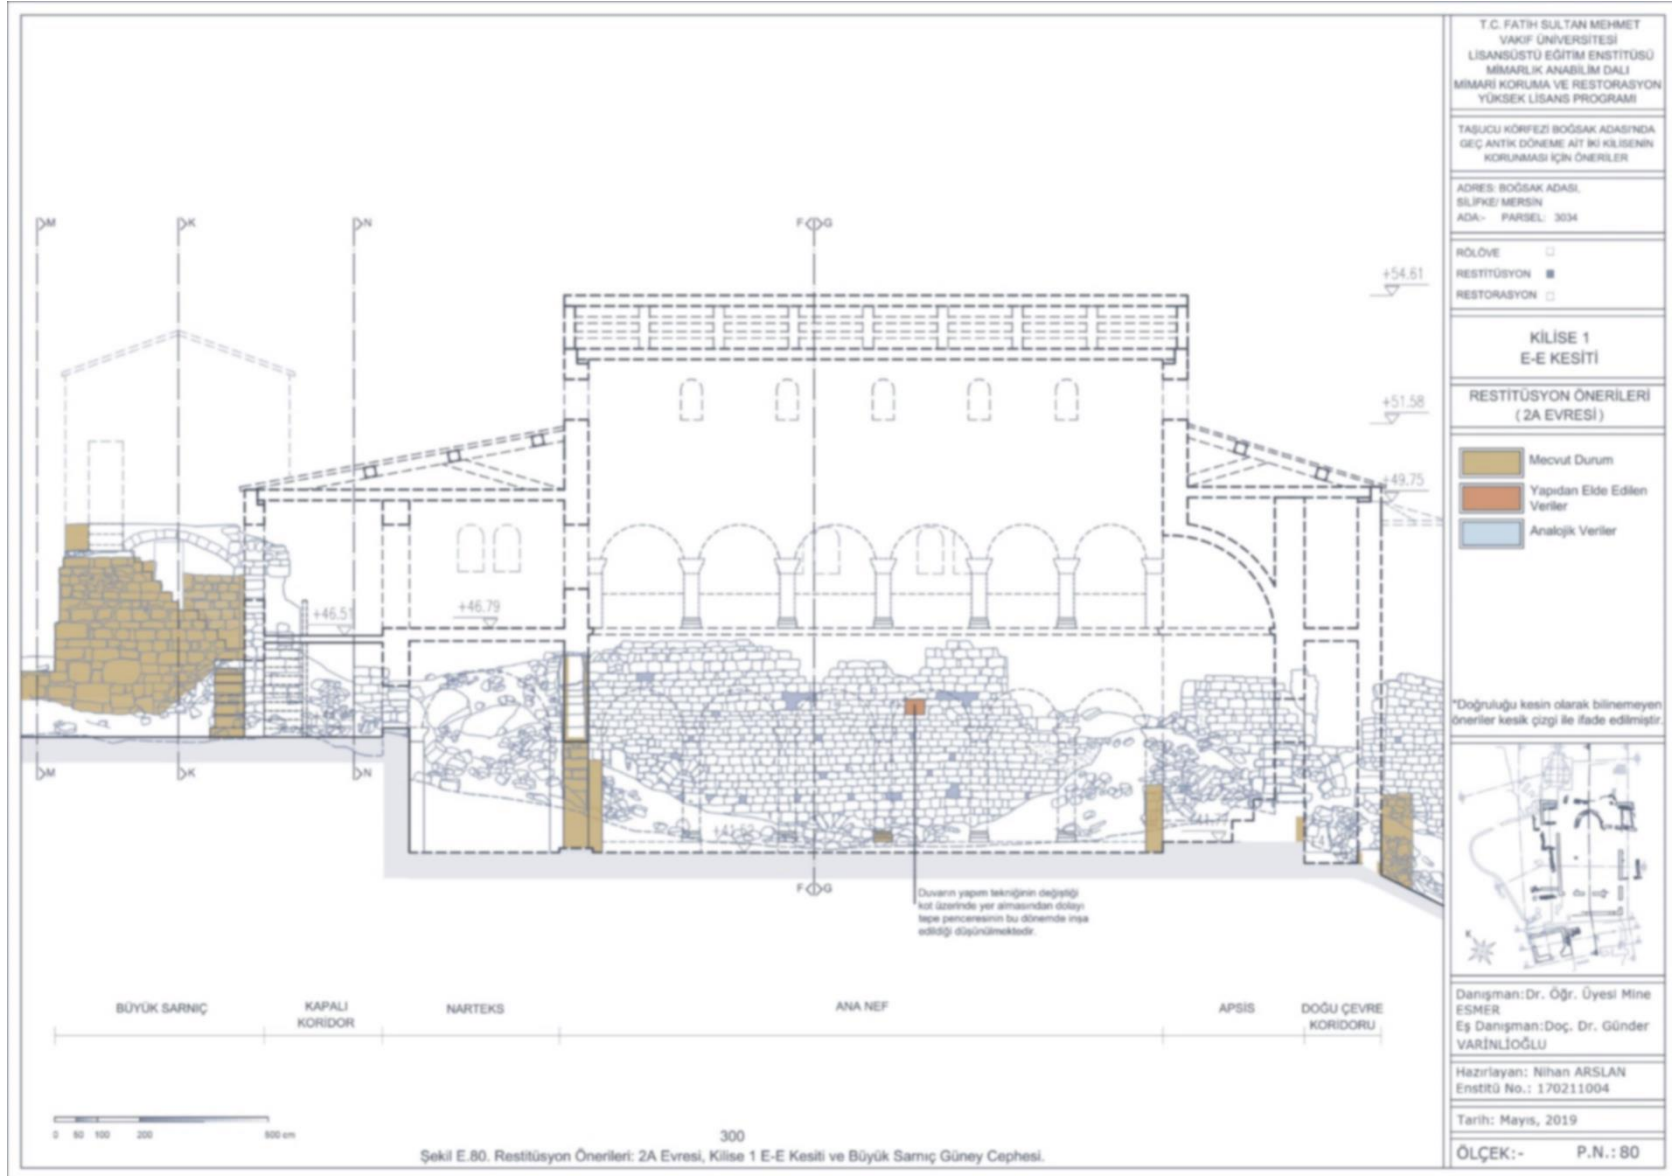 T.C. FATİH SULTAN MEHMET
VAKIF ÜNİVERSİTESİ
LİSANSÜSTÜ EĞİTİM ENSTİTÜSÜ
MİMARLIK ANABİLİM DALI
MİMARİ KORUMA VE RESTORASYON
YÜKSEK LİSANS PROGRAMI
TAŞUCU KÖRFEZİ BOĞSAK ADASI'NDA
GEÇ ANTİK DÖNEME AİT İKİ KİLİSENİN
KORUNMASI İÇİN ÖNERİLER
ADRES: BOĞSAK ADASI,
SİLİFKE/ MERSİN
ADA:- PARSEL: 3034
RÖLÖVE
RESTİTÜSYON
RESTORASYON
KİLİSE 1
E-E KESİTİ
RESTİTÜSYON ÖNERİLERİ
( 2A EVRESİ )
Mecvut Durum
Yapıdan Elde Edilen
Veriler
Analojik Veriler
*Doğruluğu kesin olarak bilinemeyen
öneriler kesik çizgi ile ifade edilmiştir.
K
Danışman:Dr. Öğr. Üyesi Mine
ESMER
Eş Danışman:Doç. Dr. Günder
VARİNLİOĞLU
Hazırlayan: Nihan ARSLAN
Enstitü No.: 170211004
Tarih: Mayıs, 2019
ÖLÇEK:- P.N.: 80
M K N F G
+54.61
+51.58
+49.75
+46.51
+46.79
+41.52
M K N
F G
Duvarın yapım tekniğinin değiştiği
kot üzerinde yer almasından dolayı
tepe penceresinin bu dönemde inşa
edildiği düşünülmektedir.
BÜYÜK SARNIÇ
KAPALI
KORİDOR
NARTEKS
ANA NEF
APSİS
DOĞU ÇEVRE
KORİDORU
0 50 100 200 500 cm
300
Şekil E.80. Restitüsyon Önerileri: 2A Evresi, Kilise 1 E-E Kesiti ve Büyük Sarnıç Güney Cephesi.